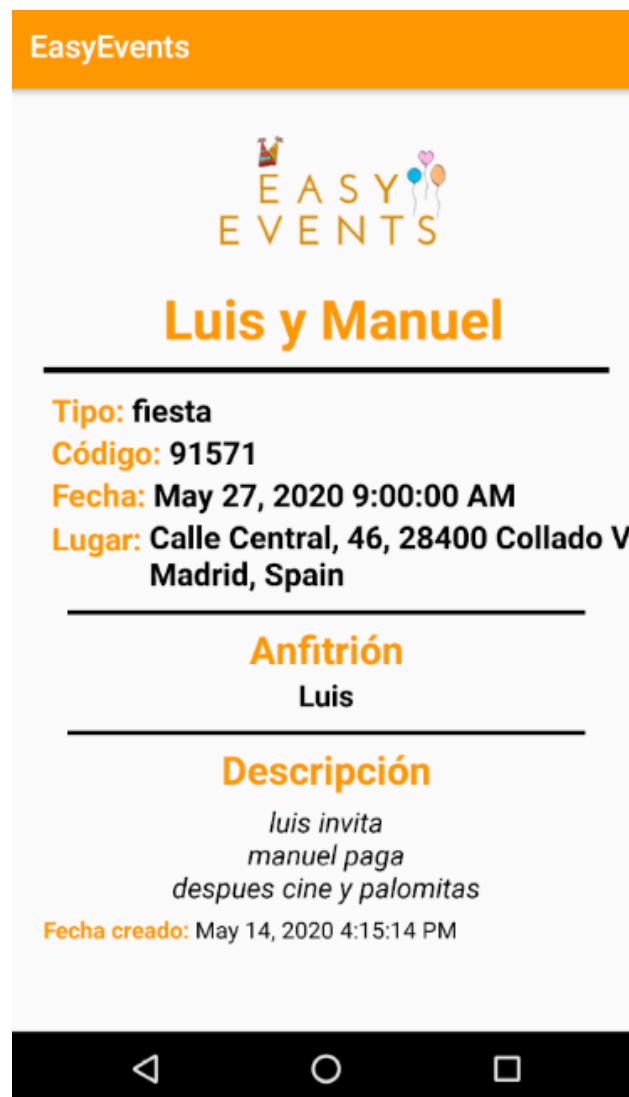 EasyEvents
EASY
EVENTS
Luis y Manuel
Tipo: fiesta
Código: 91571
Fecha: May 27, 2020 9:00:00 AM
Lugar: Calle Central, 46, 28400 Collado V
Madrid, Spain
Anfitrión
Luis
Descripción
luis invita
manuel paga
despues cine y palomitas
Fecha creado: May 14, 2020 4:15:14 PM